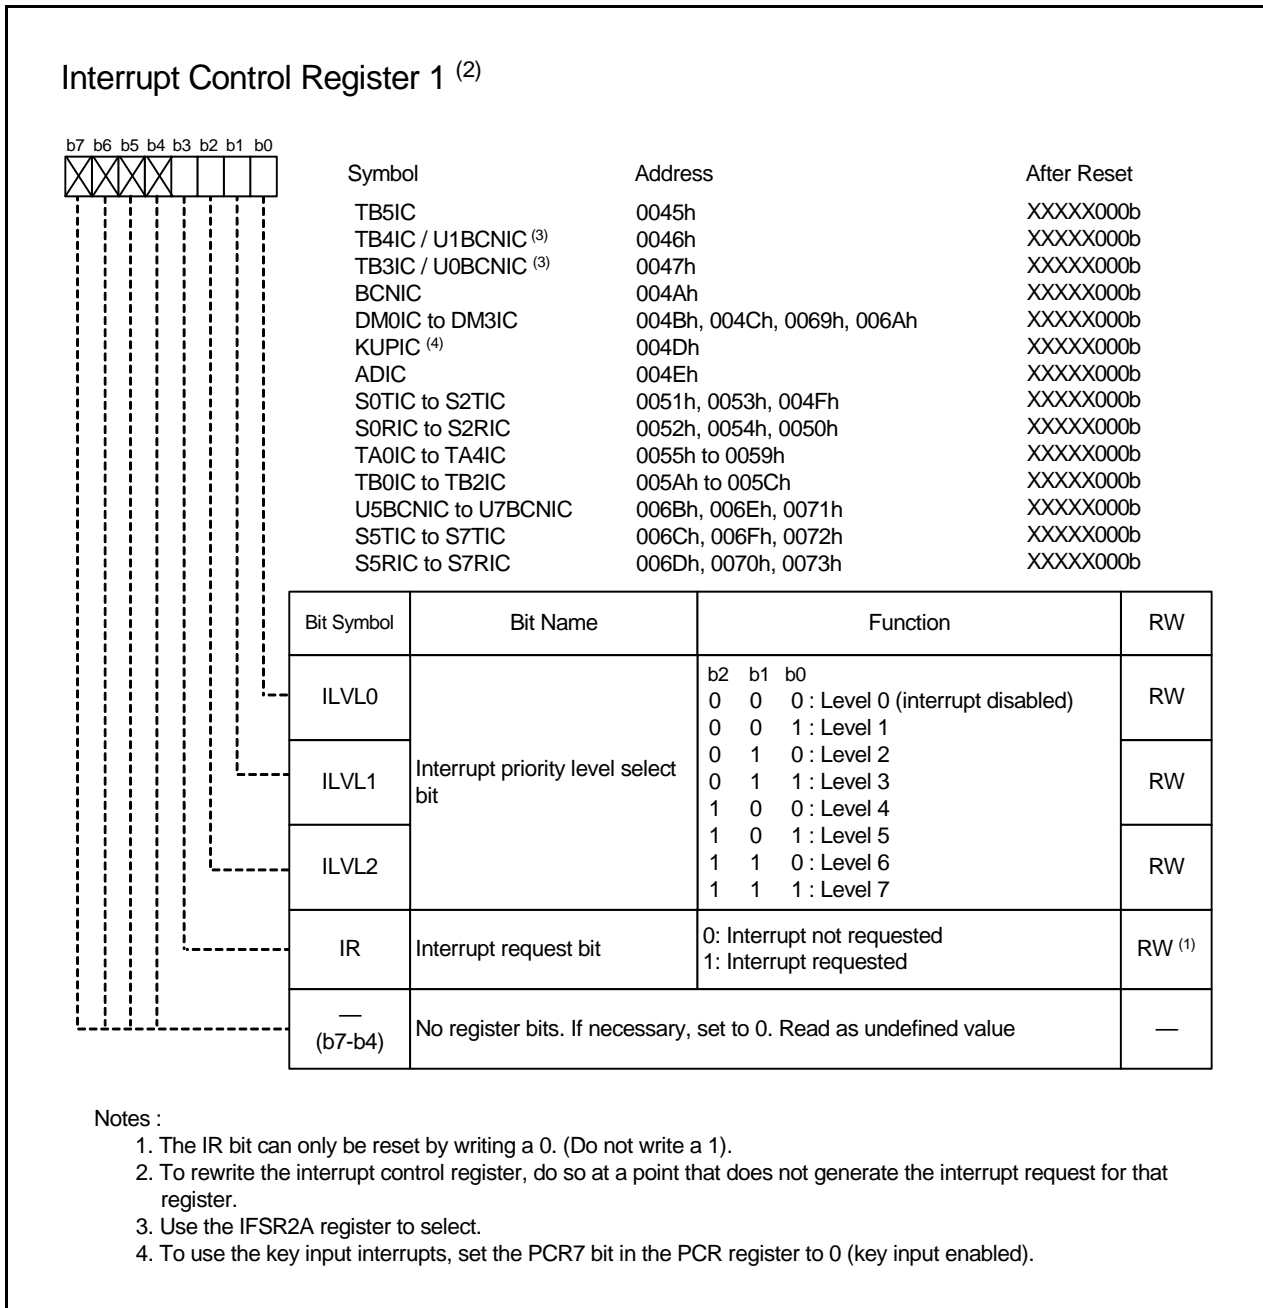 Interrupt Control Register 1 (2)
b7 b6 b5 b4 b3 b2 b1 b0
Symbol Address After Reset
TB5IC 0045h XXXXX000b
TB4IC / U1BCNIC (3) 0046h XXXXX000b
TB3IC / U0BCNIC (3) 0047h XXXXX000b
BCNIC 004Ah XXXXX000b
DM0IC to DM3IC 004Bh, 004Ch, 0069h, 006Ah XXXXX000b
KUPIC (4) 004Dh XXXXX000b
ADIC 004Eh XXXXX000b
S0TIC to S2TIC 0051h, 0053h, 004Fh XXXXX000b
S0RIC to S2RIC 0052h, 0054h, 0050h XXXXX000b
TA0IC to TA4IC 0055h to 0059h XXXXX000b
TB0IC to TB2IC 005Ah to 005Ch XXXXX000b
U5BCNIC to U7BCNIC 006Bh, 006Eh, 0071h XXXXX000b
S5TIC to S7TIC 006Ch, 006Fh, 0072h XXXXX000b
S5RIC to S7RIC 006Dh, 0070h, 0073h XXXXX000b
Bit Symbol Bit Name Function RW
ILVL0 RW
ILVL1 RW
ILVL2 RW
Interrupt priority level select
bit
b2 b1 b0
0 0 0 : Level 0 (interrupt disabled)
0 0 1 : Level 1
0 1 0 : Level 2
0 1 1 : Level 3
1 0 0 : Level 4
1 0 1 : Level 5
1 1 0 : Level 6
1 1 1 : Level 7
IR Interrupt request bit 0: Interrupt not requested RW (1)
1: Interrupt requested
—
(b7-b4) No register bits. If necessary, set to 0. Read as undefined value —
Notes :
1. The IR bit can only be reset by writing a 0. (Do not write a 1).
2. To rewrite the interrupt control register, do so at a point that does not generate the interrupt request for that
register.
3. Use the IFSR2A register to select.
4. To use the key input interrupts, set the PCR7 bit in the PCR register to 0 (key input enabled).